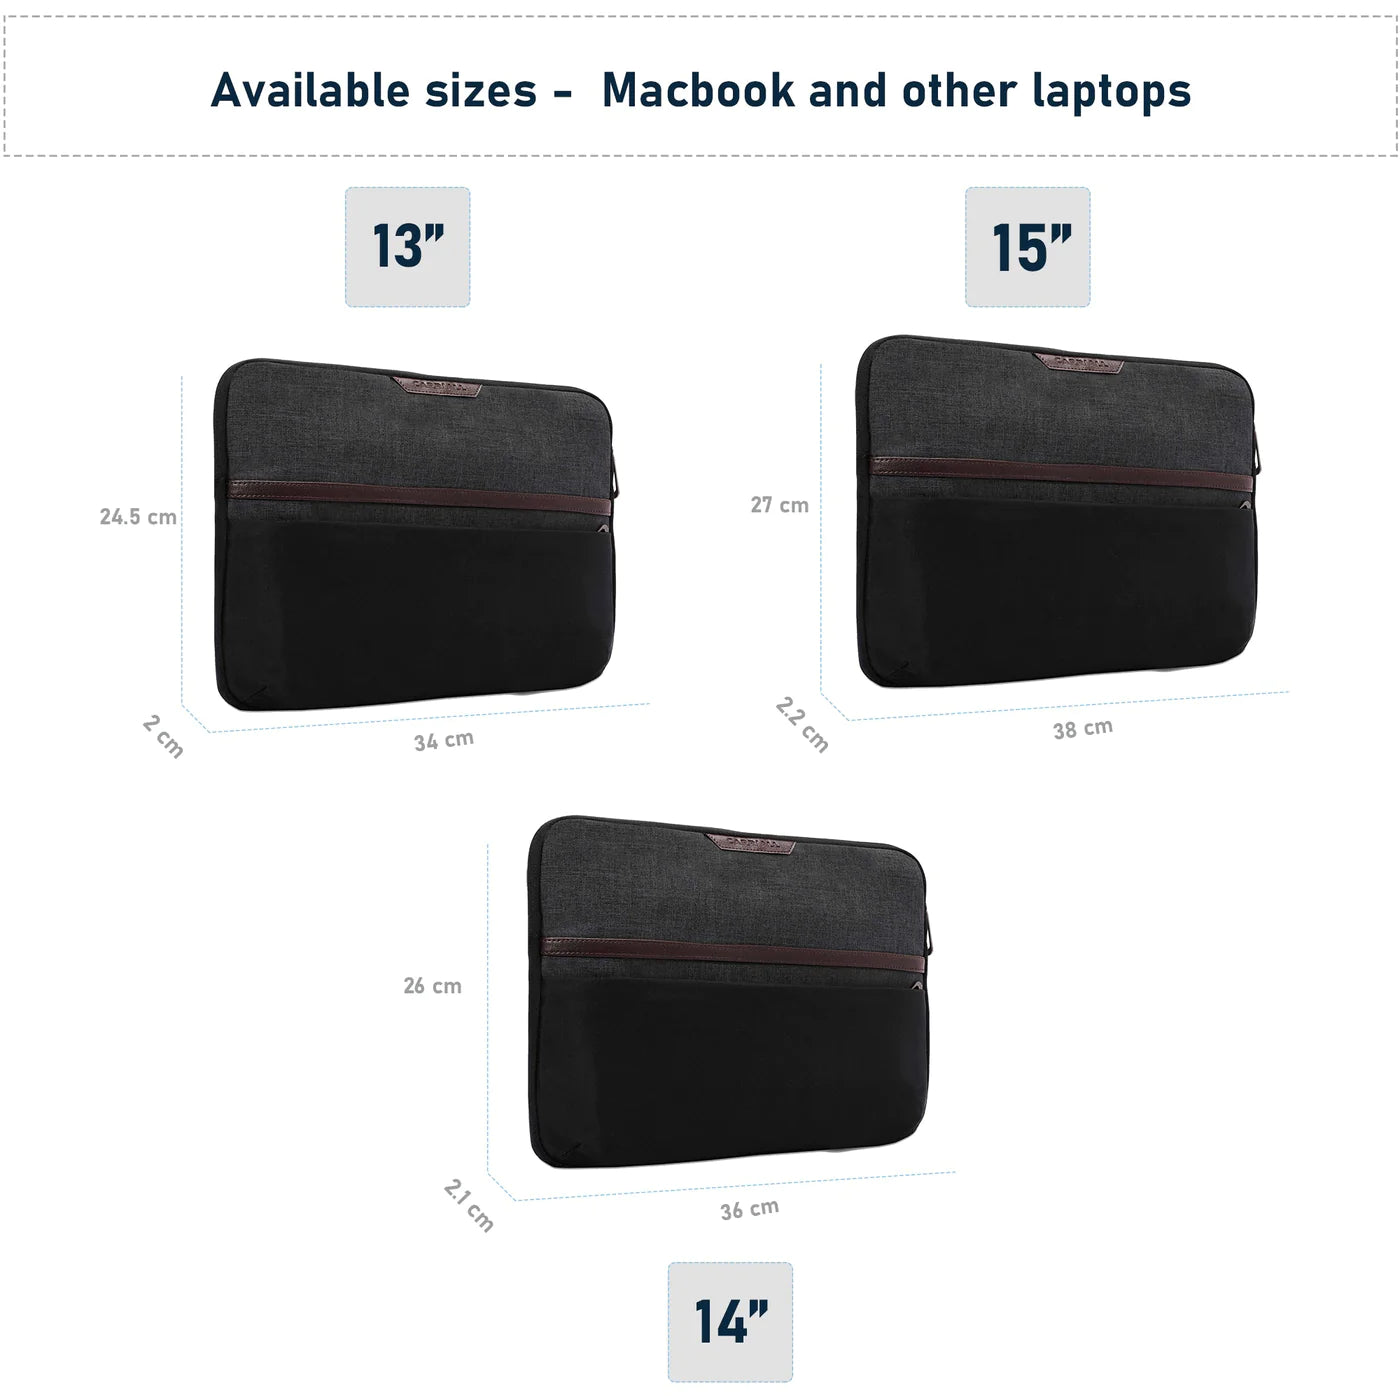 Available sizes - Macbook and other laptops
13”
15”
24.5 cm
2 cm
34 cm
27 cm
2.2 cm
38 cm
26 cm
2.1 cm
36 cm
14”